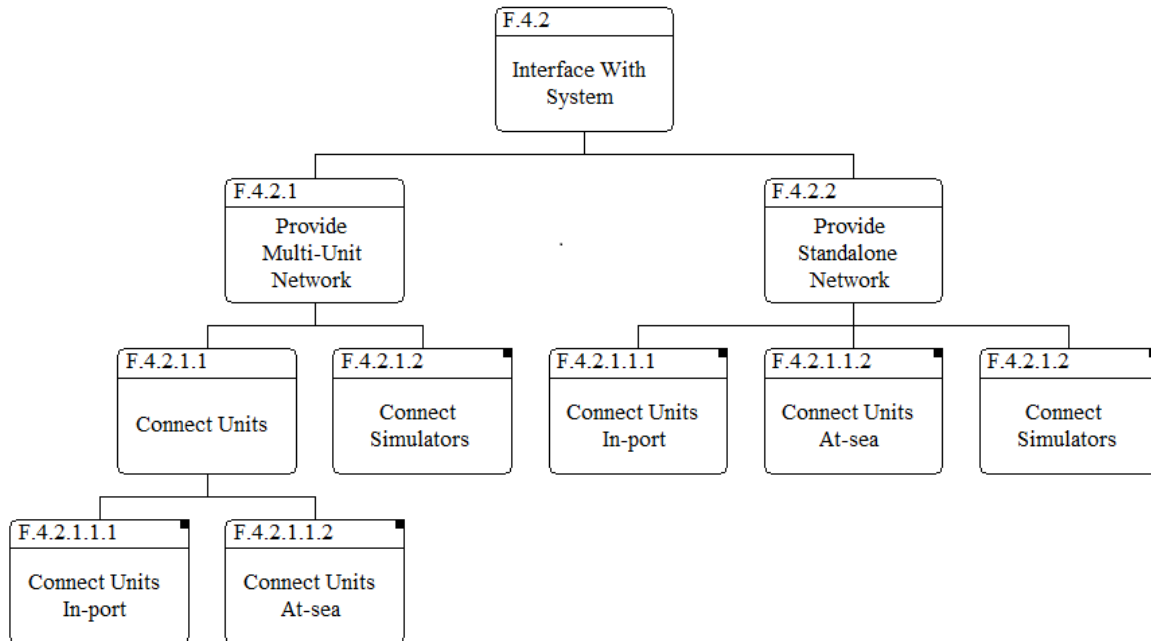 F.4.2
Interface With
System
F.4.2.1
Provide
Multi-Unit
Network
F.4.2.2
Provide
Standalone
Network
F.4.2.1.1
Connect Units
F.4.2.1.2
Connect
Simulators
F.4.2.1.1.1
Connect Units
In-port
F.4.2.1.1.2
Connect Units
At-sea
F.4.2.1.2
Connect
Simulators
F.4.2.1.1.1
Connect Units
In-port
F.4.2.1.1.2
Connect Units
At-sea